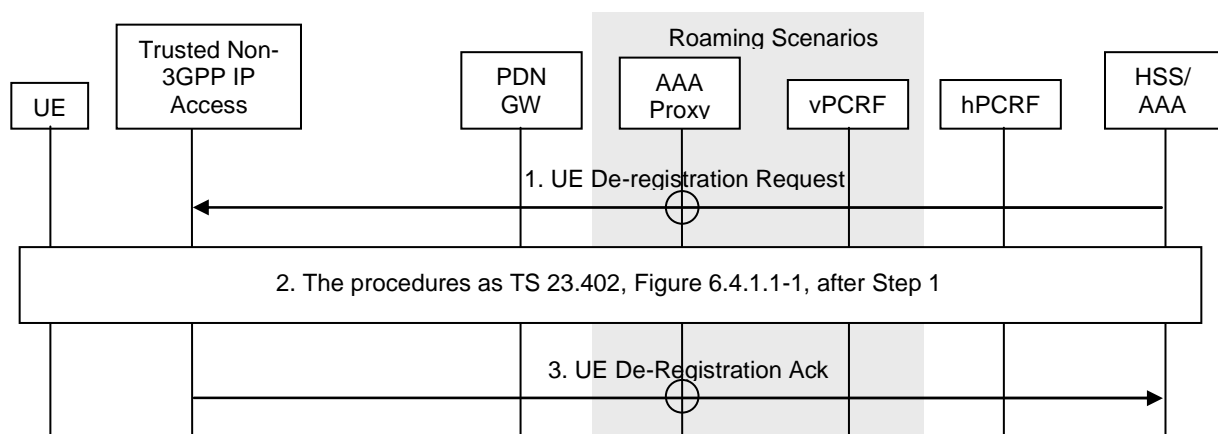 Roaming Scenarios
UE
Trusted Non-
3GPP IP
Access
PDN
GW
AAA
Proxy
vPCRF
hPCRF
HSS/
AAA
1. UE De-registration Request
2. The procedures as TS 23.402, Figure 6.4.1.1-1, after Step 1
3. UE De-Registration Ack